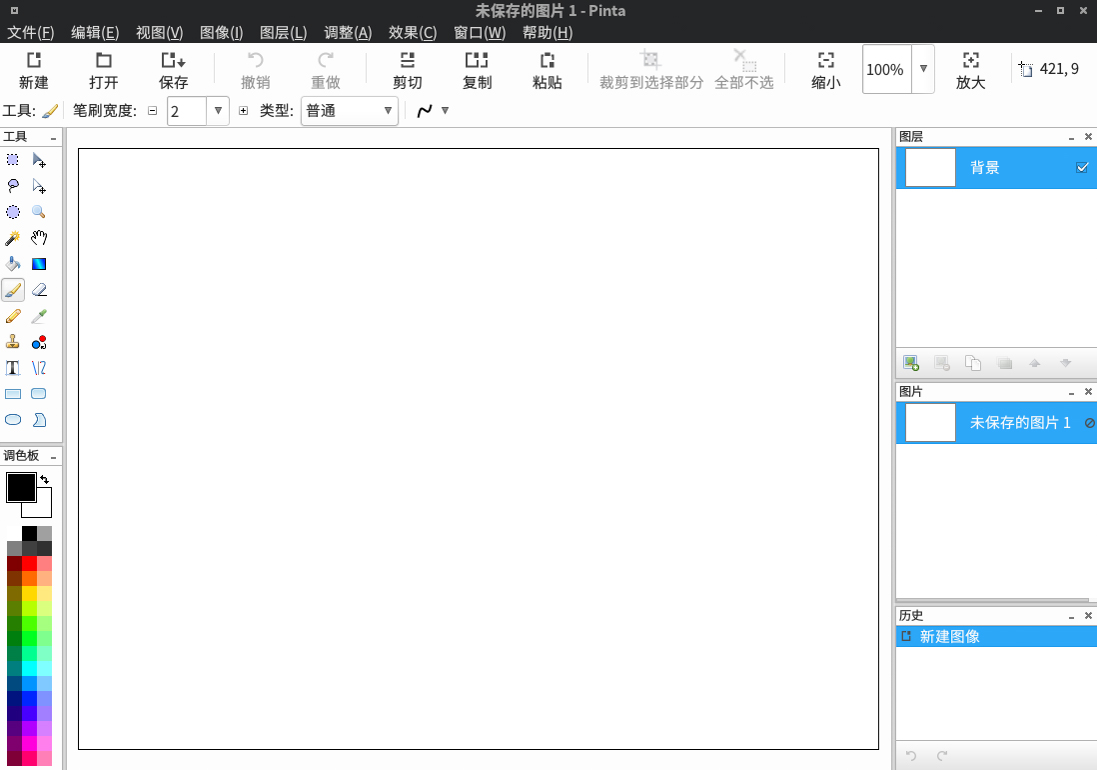 未保存的图片 1 - Pinta
文件(F) 编辑(E) 视图(V) 图像(I) 图层(L) 调整(A) 效果(C) 窗口(W) 帮助(H)
新建 打开 保存 撤销 重做 剪切 复制 粘贴 裁剪到选择部分 全部不选 缩小 100% 放大 421, 9
工具: 笔刷宽度: 2 类型: 普通
工具
图层
背景
图片
未保存的图片 1
调色板
历史
新建图像